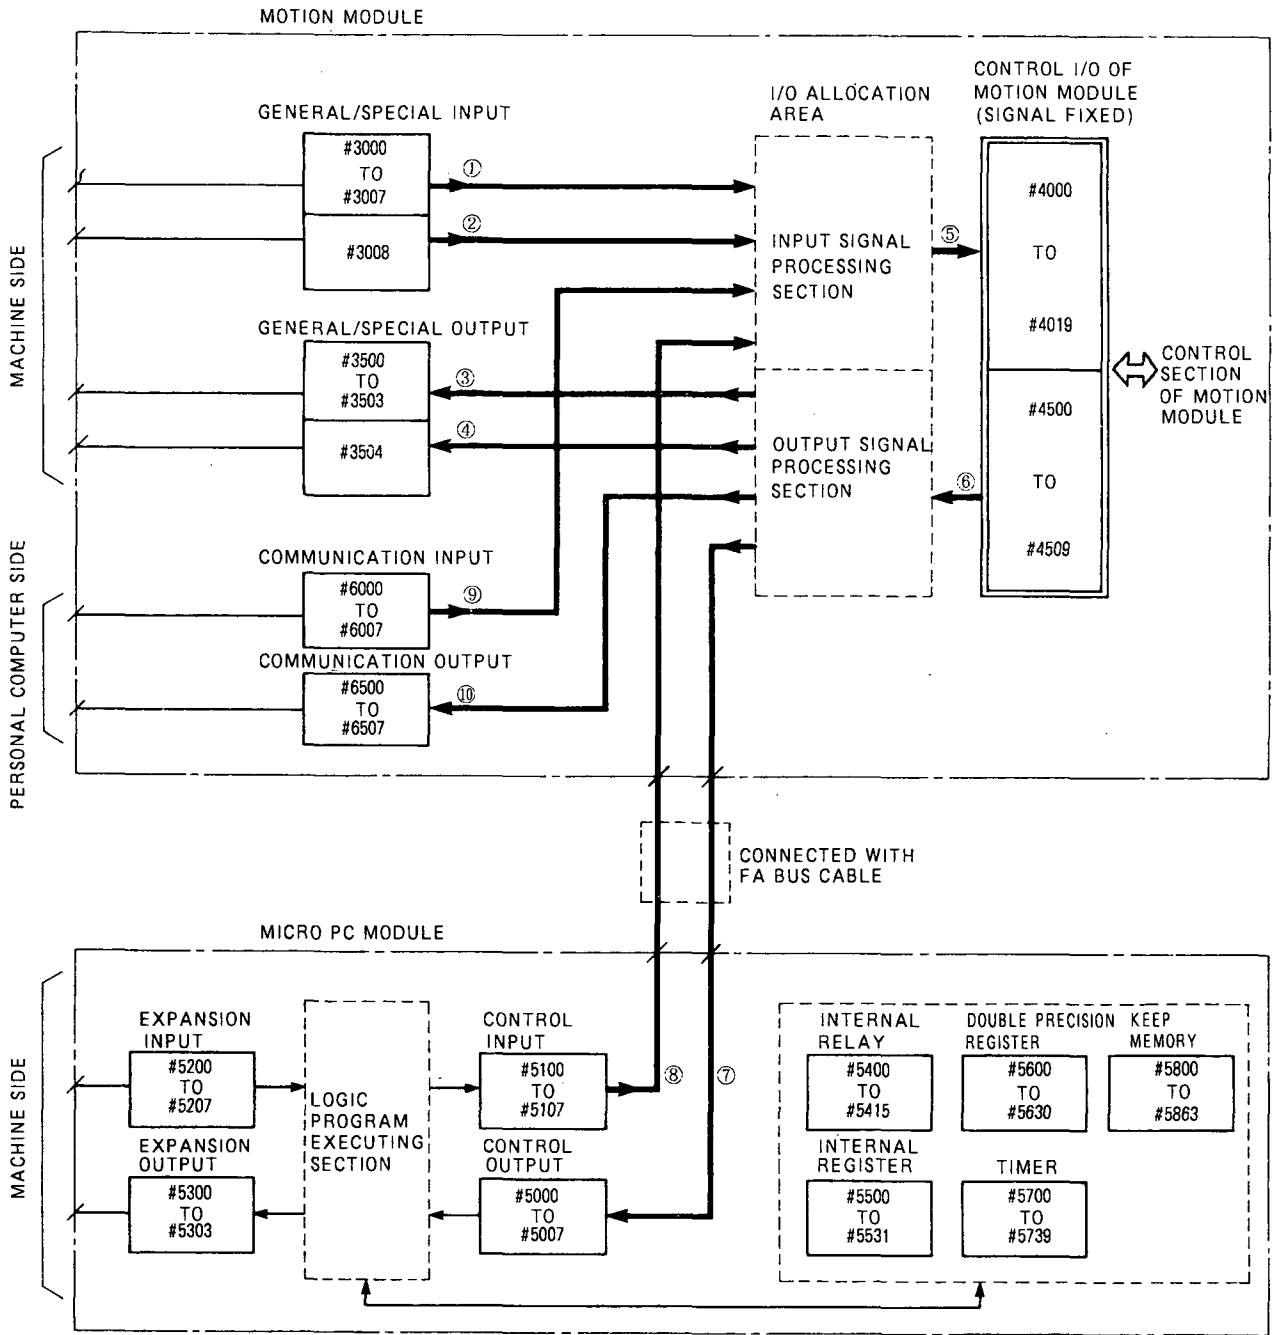 MOTION MODULE
GENERAL/SPECIAL INPUT
#3000
TO
#3007
#3008
①
②
GENERAL/SPECIAL OUTPUT
#3500
TO
#3503
#3504
③
④
COMMUNICATION INPUT
#6000
TO
#6007
⑨
COMMUNICATION OUTPUT
#6500
TO
#6507
⑩
MACHINE SIDE
PERSONAL COMPUTER SIDE
I/O ALLOCATION
AREA
INPUT SIGNAL
PROCESSING
SECTION
OUTPUT SIGNAL
PROCESSING
SECTION
⑤
⑥
CONTROL I/O OF
MOTION MODULE
(SIGNAL FIXED)
#4000
TO
#4019
#4500
TO
#4509
CONTROL
SECTION
OF MOTION
MODULE
CONNECTED WITH
FA BUS CABLE
MICRO PC MODULE
MACHINE SIDE
EXPANSION
INPUT
#5200
TO
#5207
EXPANSION
OUTPUT
#5300
TO
#5303
LOGIC
PROGRAM
EXECUTING
SECTION
CONTROL
INPUT
#5100
TO
#5107
CONTROL
OUTPUT
#5000
TO
#5007
⑧
⑦
INTERNAL
RELAY
#5400
TO
#5415
DOUBLE PRECISION
REGISTER
#5600
TO
#5630
KEEP
MEMORY
#5800
TO
#5863
INTERNAL
REGISTER
#5500
TO
#5531
TIMER
#5700
TO
#5739